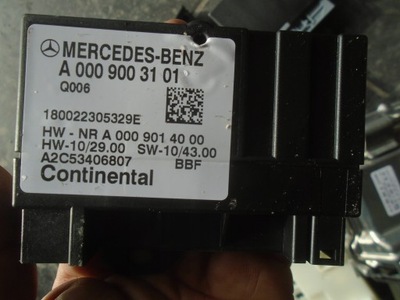 MERCEDES-BENZ
A 000 900 31 01
Q006
180022305329E
HW - NR A 000 901 40 00
HW-10/29.00 SW-10/43.00
A2C53406807 BBF
Continental